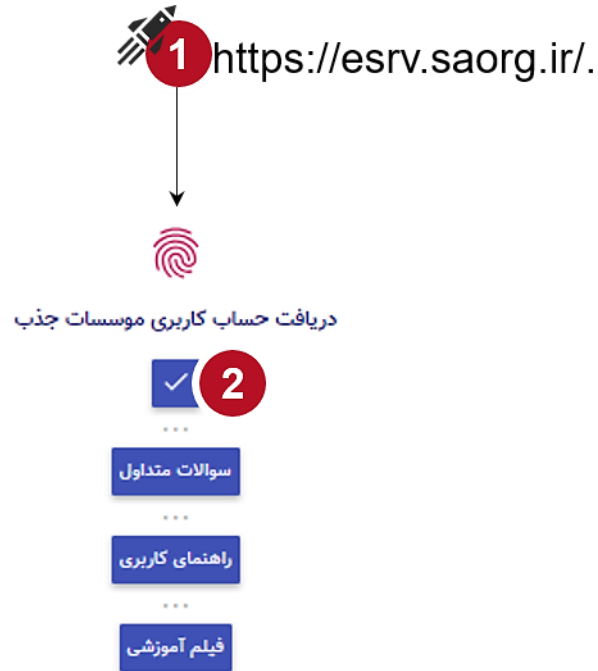 1 https://esrv.saorg.ir/.
دریافت حساب کاربری موسسات جذب
2
سوالات متداول
راهنمای کاربری
فیلم آموزشی